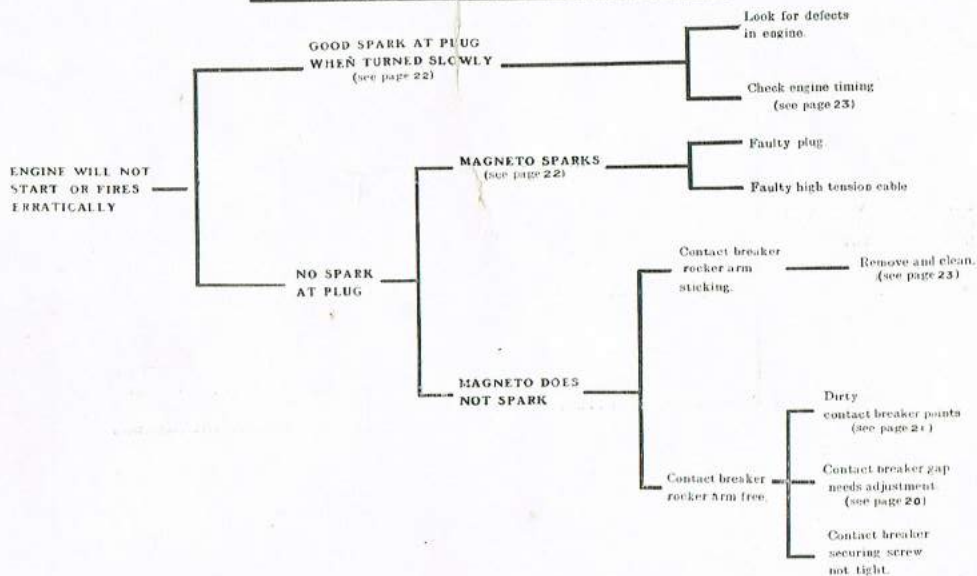 GOOD SPARK AT PLUG
WHEN TURNED SLOWLY
(see page 22)
Look for defects
in engine.
Check engine timing
(see page 23)
ENGINE WILL NOT
START OR FIRES
ERRATICALLY
MAGNETO SPARKS
(see page 22)
Faulty plug.
Faulty high tension cable
NO SPARK
AT PLUG
Contact breaker
rocker arm
sticking.
Remove and clean.
(see page 23)
MAGNETO DOES
NOT SPARK
Contact breaker
rocker arm free.
Dirty
contact breaker points
(see page 21)
Contact breaker gap
needs adjustment.
(see page 20)
Contact breaker
securing screw
not tight.